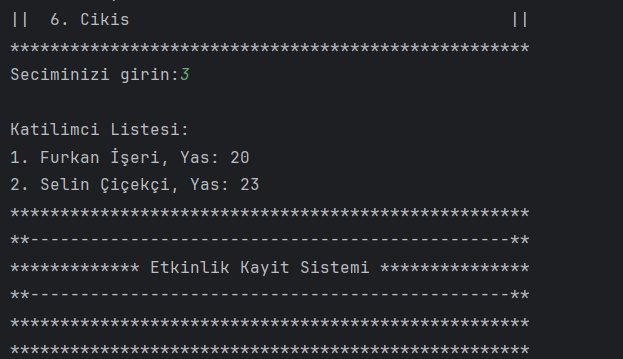 ||  6. Cikis                                      ||
****************************************************
Seciminizi girin:3
Katilimci Listesi:
1. Furkan İşeri, Yas: 20
2. Selin Çiçekçi, Yas: 23
****************************************************
**------------------------------------------------**
************* Etkinlik Kayit Sistemi ***************
**------------------------------------------------**
****************************************************
****************************************************